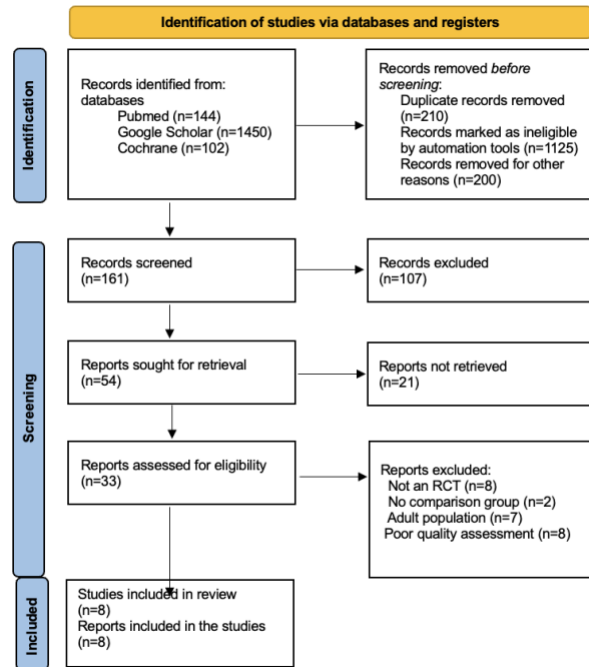 Identification of studies via databases and registers
Identification
Records identified from:
databases
Pubmed (n=144)
Google Scholar (n=1450)
Cochrane (n=102)
Records removed before
screening:
Duplicate records removed
(n=210)
Records marked as ineligible
by automation tools (n=1125)
Records removed for other
reasons (n=200)
Screening
Records screened
(n=161)
Records excluded
(n=107)
Reports sought for retrieval
(n=54)
Reports not retrieved
(n=21)
Reports assessed for eligibility
(n=33)
Reports excluded:
Not an RCT (n=8)
No comparison group (n=2)
Adult population (n=7)
Poor quality assessment (n=8)
Included
Studies included in review
(n=8)
Reports included in the studies
(n=8)